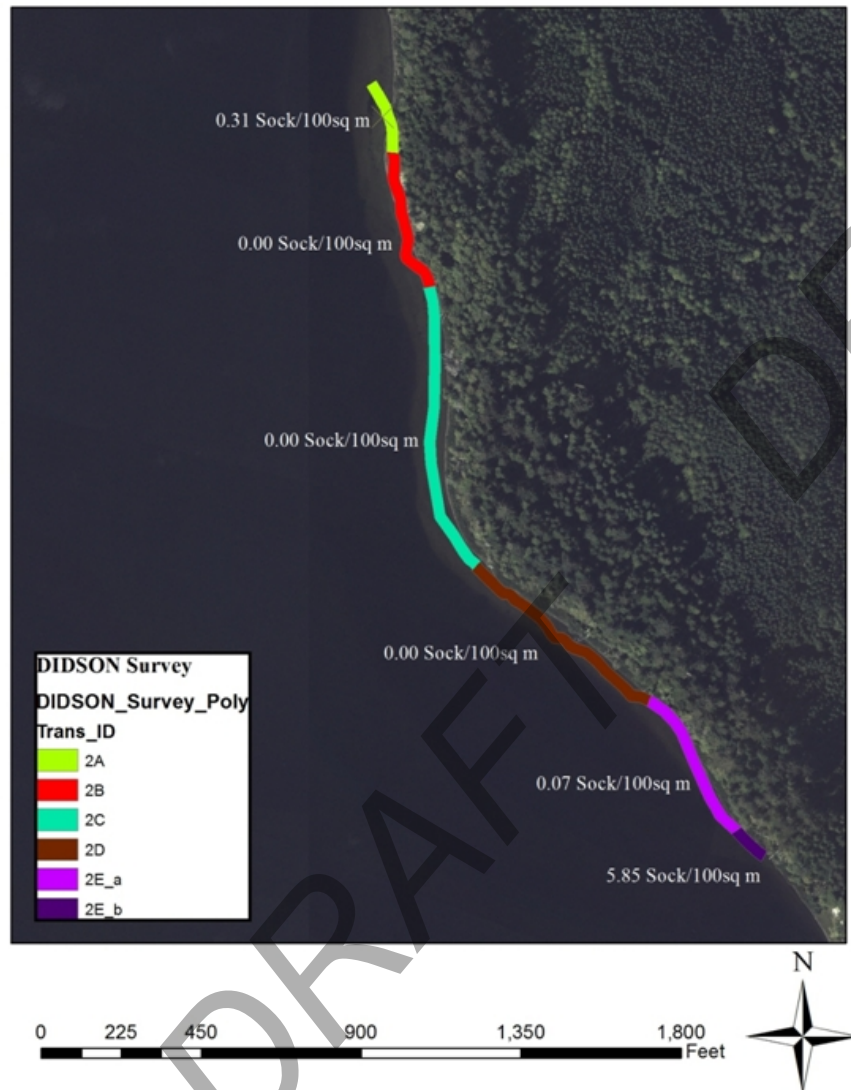 0.31 Sock/100sq m
0.00 Sock/100sq m
0.00 Sock/100sq m
0.00 Sock/100sq m
0.07 Sock/100sq m
5.85 Sock/100sq m
DIDSON Survey
DIDSON_Survey_Poly
Trans_ID
2A
2B
2C
2D
2E_a
2E_b
N
0 225 450 900 1,350 1,800
Feet
DRAFT